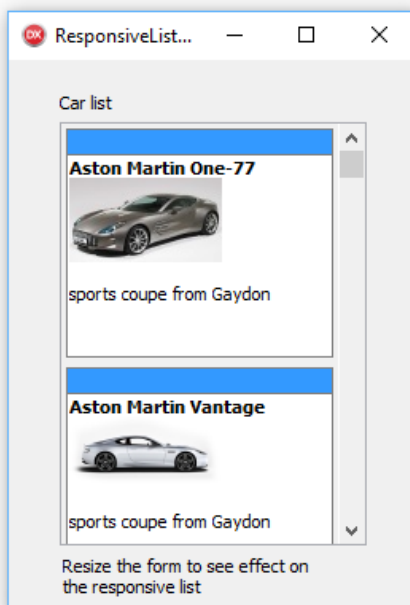 DX ResponsiveList...
Car list
Aston Martin One-77
sports coupe from Gaydon
Aston Martin Vantage
sports coupe from Gaydon
Resize the form to see effect on
the responsive list